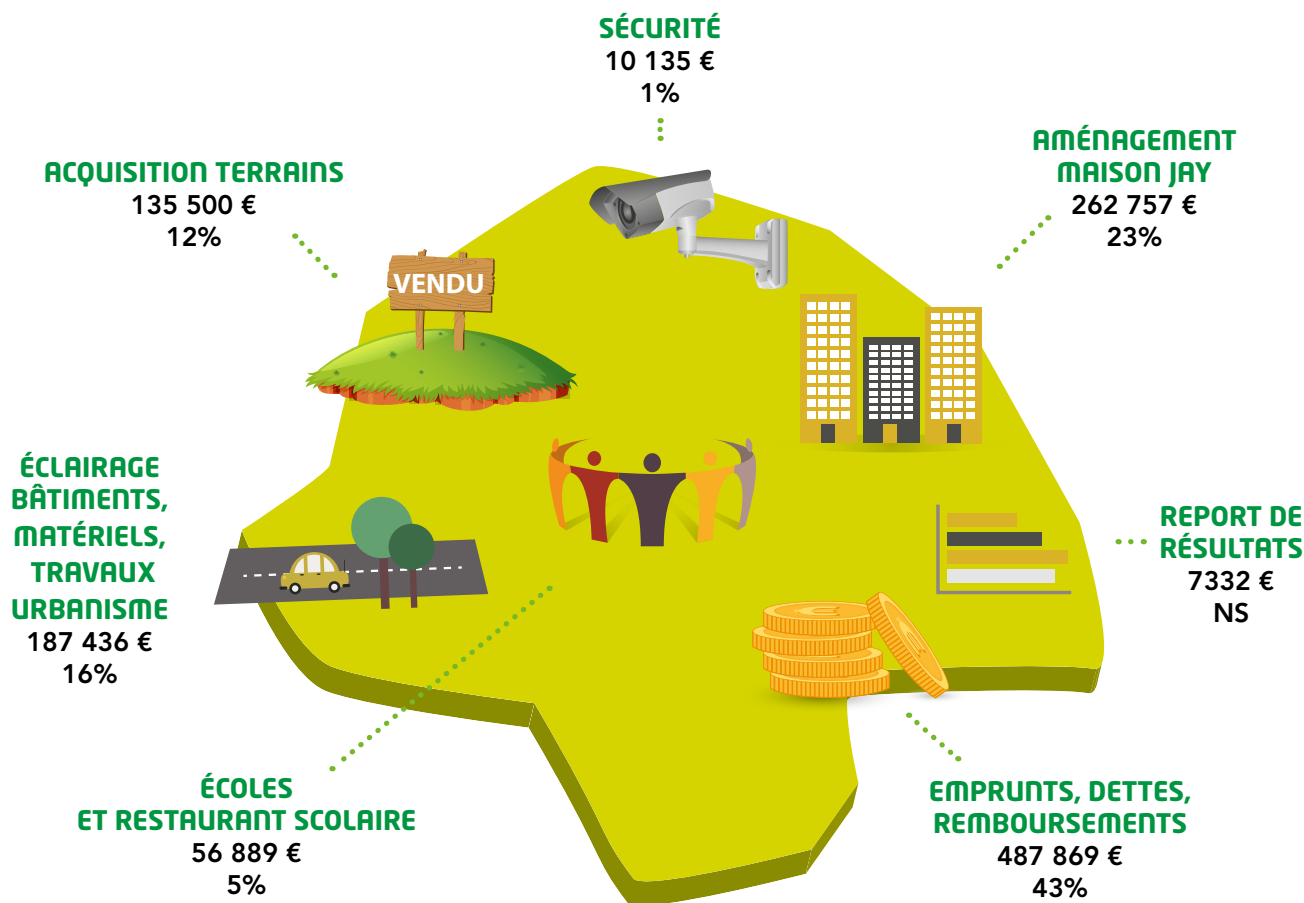 SÉCURITÉ
10 135 €
1%
ACQUISITION TERRAINS
135 500 €
12%
AMÉNAGEMENT
MAISON JAY
262 757 €
23%
VENDU
ÉCLAIRAGE
BÂTIMENTS,
MATÉRIELS,
TRAVAUX
URBANISME
187 436 €
16%
REPORT DE
RÉSULTATS
7332 €
NS
ÉCOLES
ET RESTAURANT SCOLAIRE
56 889 €
5%
EMPRUNTS, DETTES,
REMBOURSEMENTS
487 869 €
43%